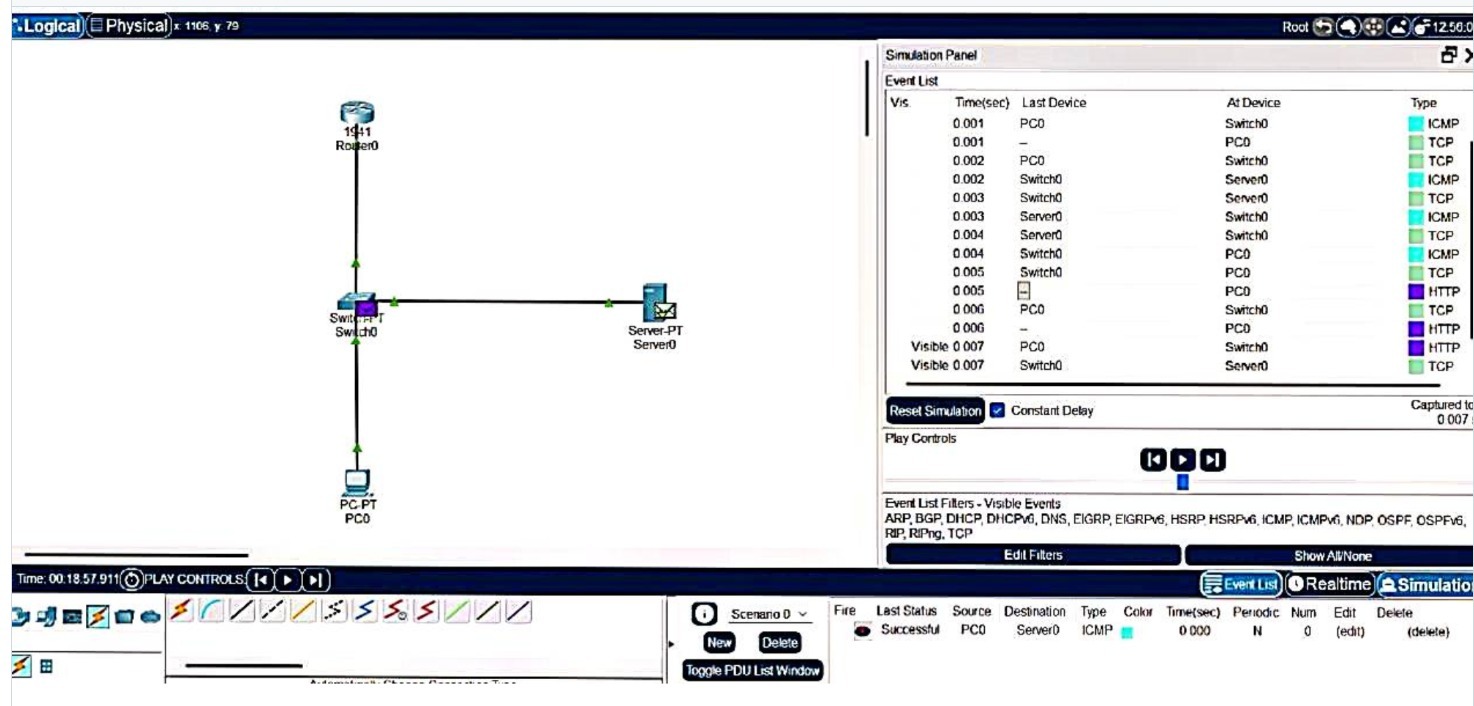 Logical Physical x: 1106, y: 79
Root 12:56:0
1941
Router0
Switch0
Server-PT
Server0
PC-PT
PC0
Simulation Panel
Event List
Vis. Time(sec) Last Device At Device Type
0.001 PC0 Switch0 ICMP
0.001 -- PC0 TCP
0.002 PC0 Switch0 TCP
0.002 Switch0 Server0 ICMP
0.003 Switch0 Server0 TCP
0.003 Server0 Switch0 ICMP
0.004 Server0 Switch0 TCP
0.004 Switch0 PC0 ICMP
0.005 Switch0 PC0 TCP
0.005 -- PC0 HTTP
0.006 PC0 Switch0 TCP
0.006 -- PC0 HTTP
Visible 0.007 PC0 Switch0 HTTP
Visible 0.007 Switch0 Server0 TCP
Reset Simulation Constant Delay Captured to
0.007
Play Controls
Event List Filters - Visible Events
ARP, BGP, DHCP, DHCPv6, DNS, EIGRP, EIGRPv6, HSRP, HSRPv6, ICMP, ICMPv6, NDP, OSPF, OSPFv6,
RIP, RIPng, TCP
Edit Filters Show All/None
Time: 00:18:57.911 PLAY CONTROLS: Event List Realtime Simulatio
Scenario 0
New Delete
Toggle PDU List Window
Fire Last Status Source Destination Type Color Time(sec) Periodic Num Edit Delete
Successful PC0 Server0 ICMP 0.000 N 0 (edit) (delete)